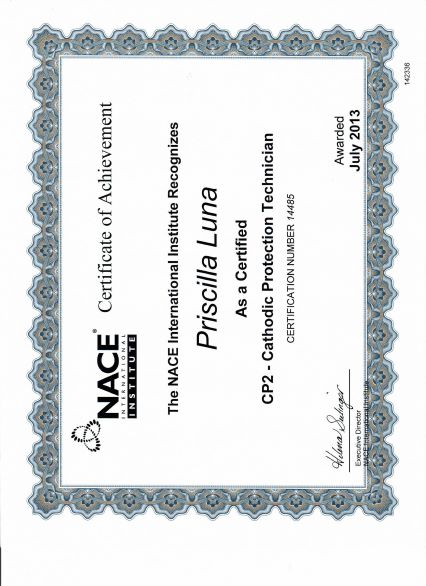 NACE®
INTERNATIONAL
INSTITUTE
Certificate of Achievement
The NACE International Institute Recognizes
Priscilla Luna
As a Certified
CP2 - Cathodic Protection Technician
CERTIFICATION NUMBER 14485
Helena Seelinger
Executive Director
NACE International Institute
Awarded
July 2013
142336